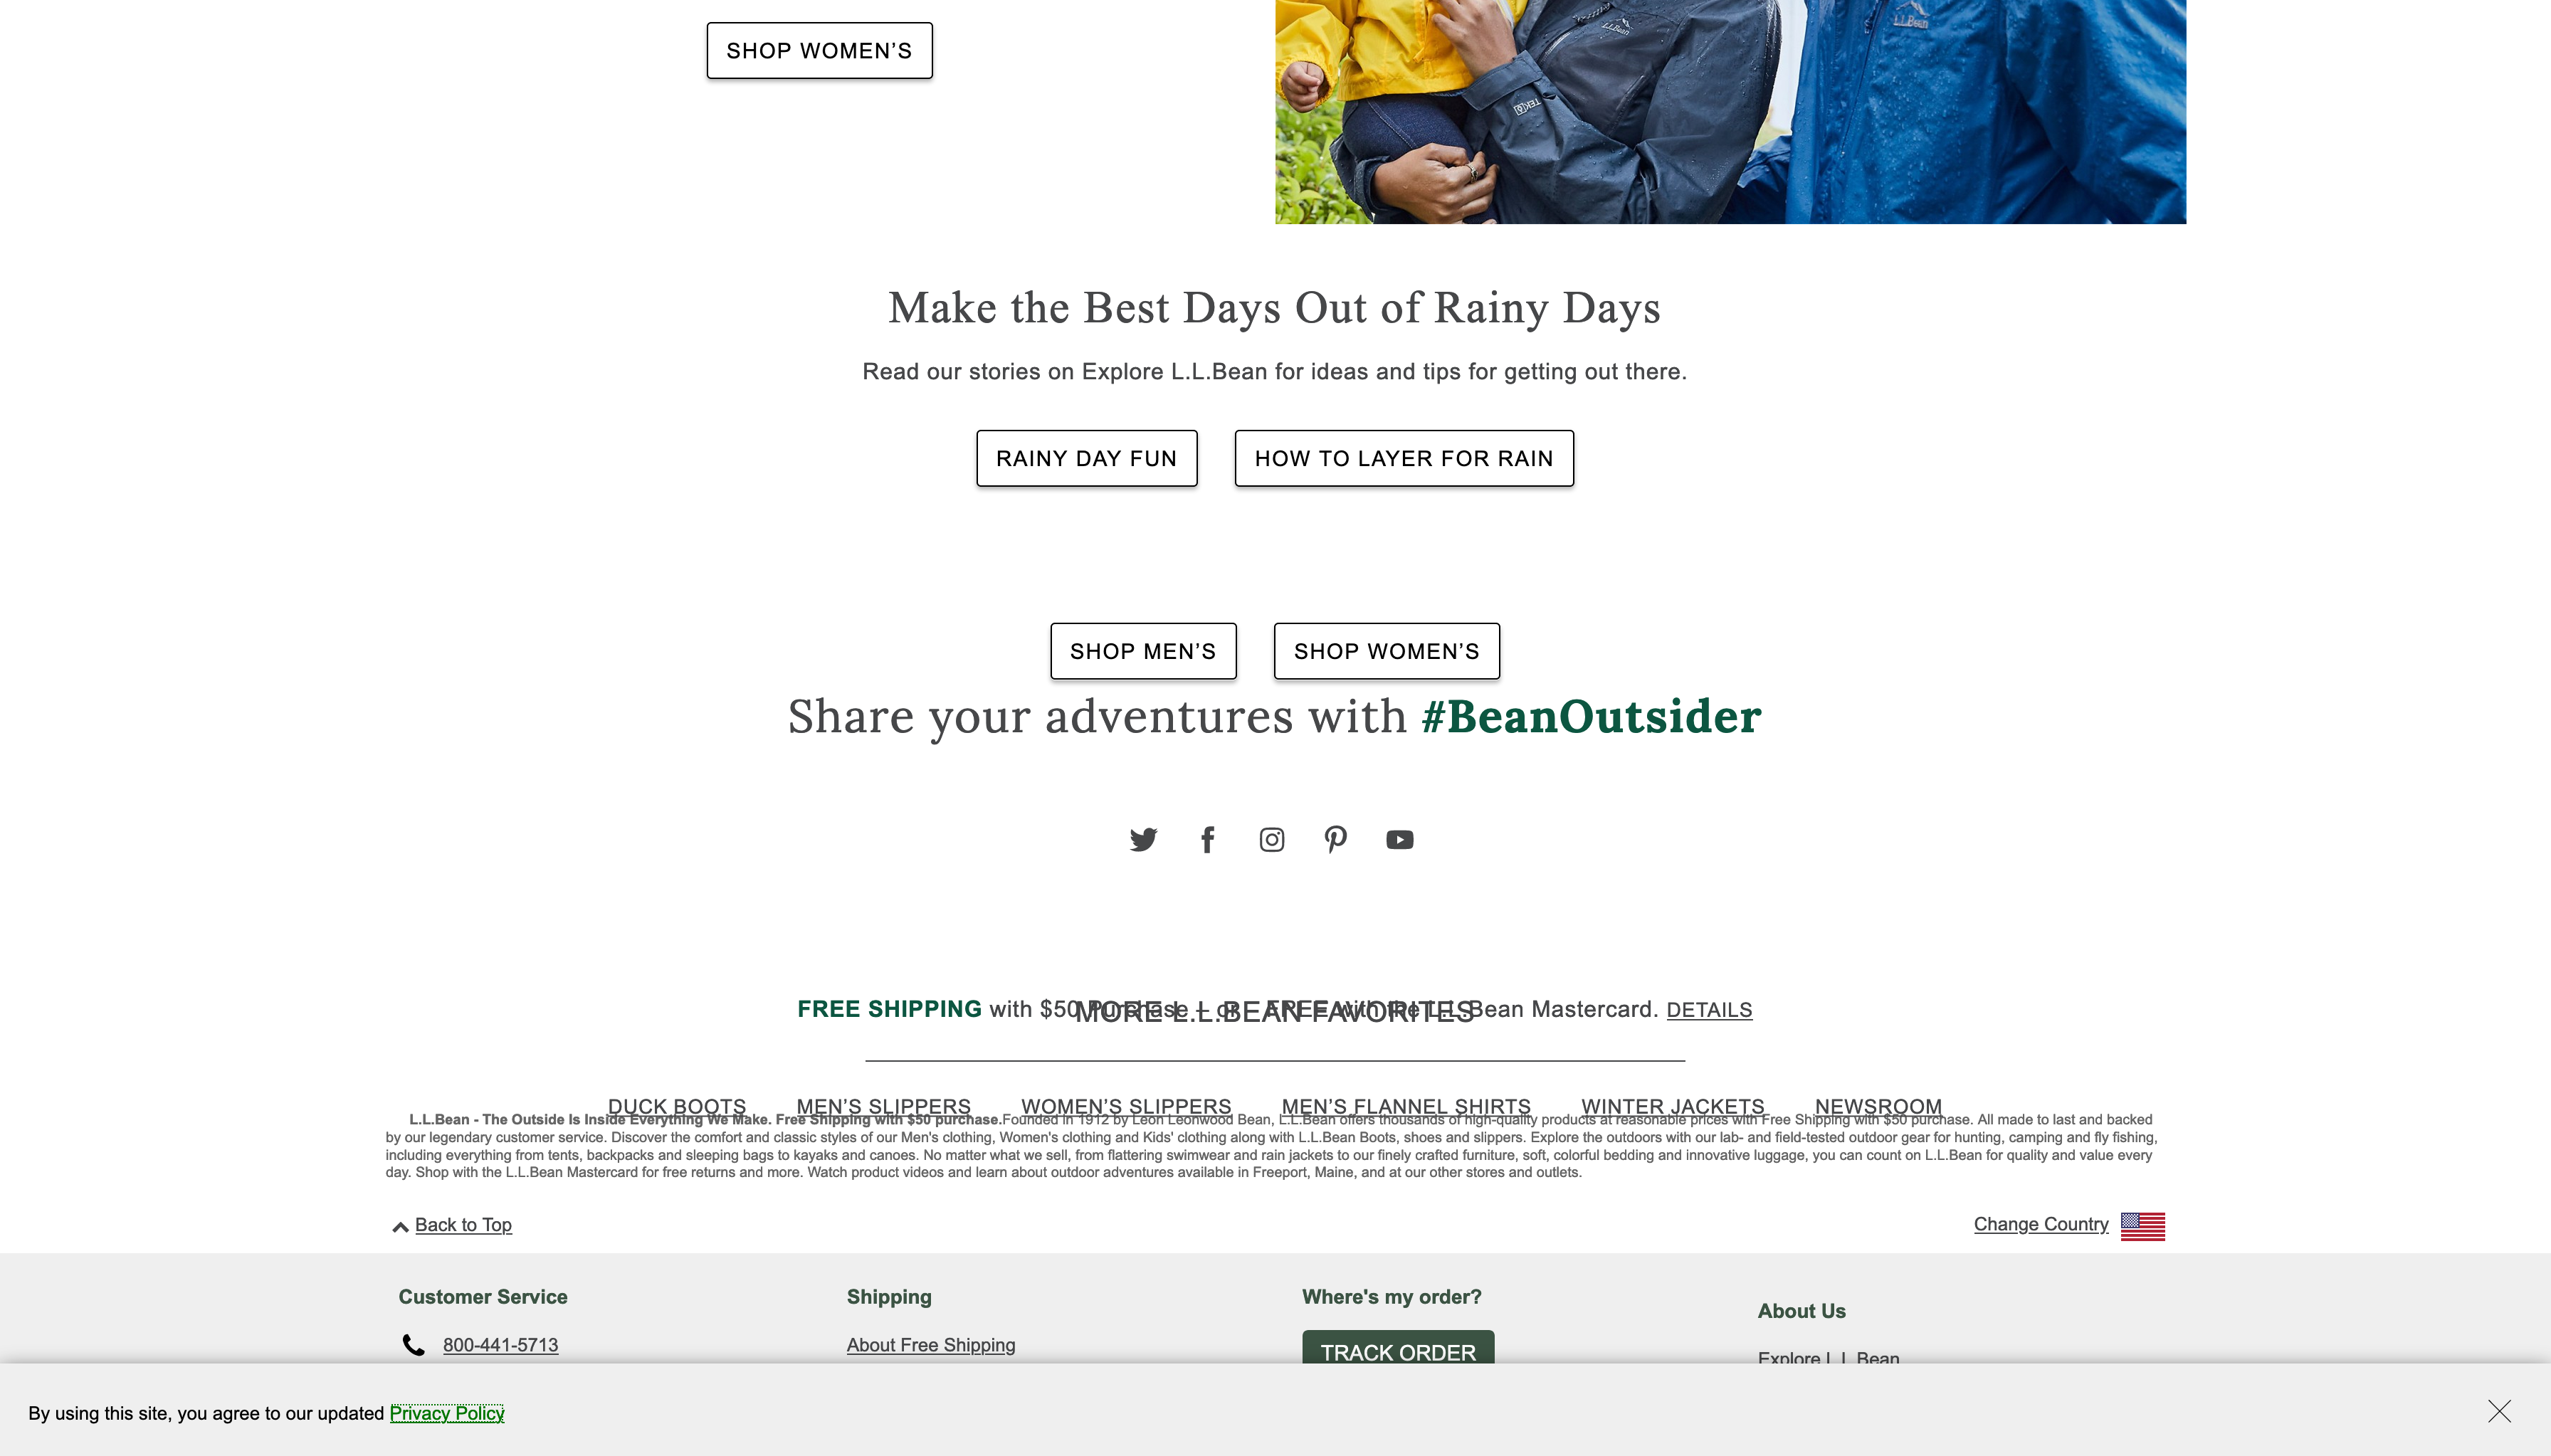 L.L.Bean
L.L.Bean
TEK
SHOP WOMEN’S
Make the Best Days Out of Rainy Days
Read our stories on Explore L.L.Bean for ideas and tips for getting out there.
RAINY DAY FUN
HOW TO LAYER FOR RAIN
SHOP MEN’S
SHOP WOMEN’S
Share your adventures with #BeanOutsider
FREE SHIPPING with $50 Purchase – or – FREE with the L.L.Bean Mastercard. DETAILS
MORE L.L.BEAN FAVORITES
DUCK BOOTS
MEN’S SLIPPERS
WOMEN’S SLIPPERS
MEN’S FLANNEL SHIRTS
WINTER JACKETS
NEWSROOM
L.L.Bean - The Outside Is Inside Everything We Make. Free Shipping with $50 purchase.Founded in 1912 by Leon Leonwood Bean, L.L.Bean offers thousands of high-quality products at reasonable prices with Free Shipping with $50 purchase. All made to last and backed
by our legendary customer service. Discover the comfort and classic styles of our Men's clothing, Women's clothing and Kids' clothing along with L.L.Bean Boots, shoes and slippers. Explore the outdoors with our lab- and field-tested outdoor gear for hunting, camping and fly fishing,
including everything from tents, backpacks and sleeping bags to kayaks and canoes. No matter what we sell, from flattering swimwear and rain jackets to our finely crafted furniture, soft, colorful bedding and innovative luggage, you can count on L.L.Bean for quality and value every
day. Shop with the L.L.Bean Mastercard for free returns and more. Watch product videos and learn about outdoor adventures available in Freeport, Maine, and at our other stores and outlets.
Back to Top
Change Country
Customer Service
800-441-5713
Shipping
About Free Shipping
Where's my order?
TRACK ORDER
About Us
Explore L.L.Bean
By using this site, you agree to our updated Privacy Policy